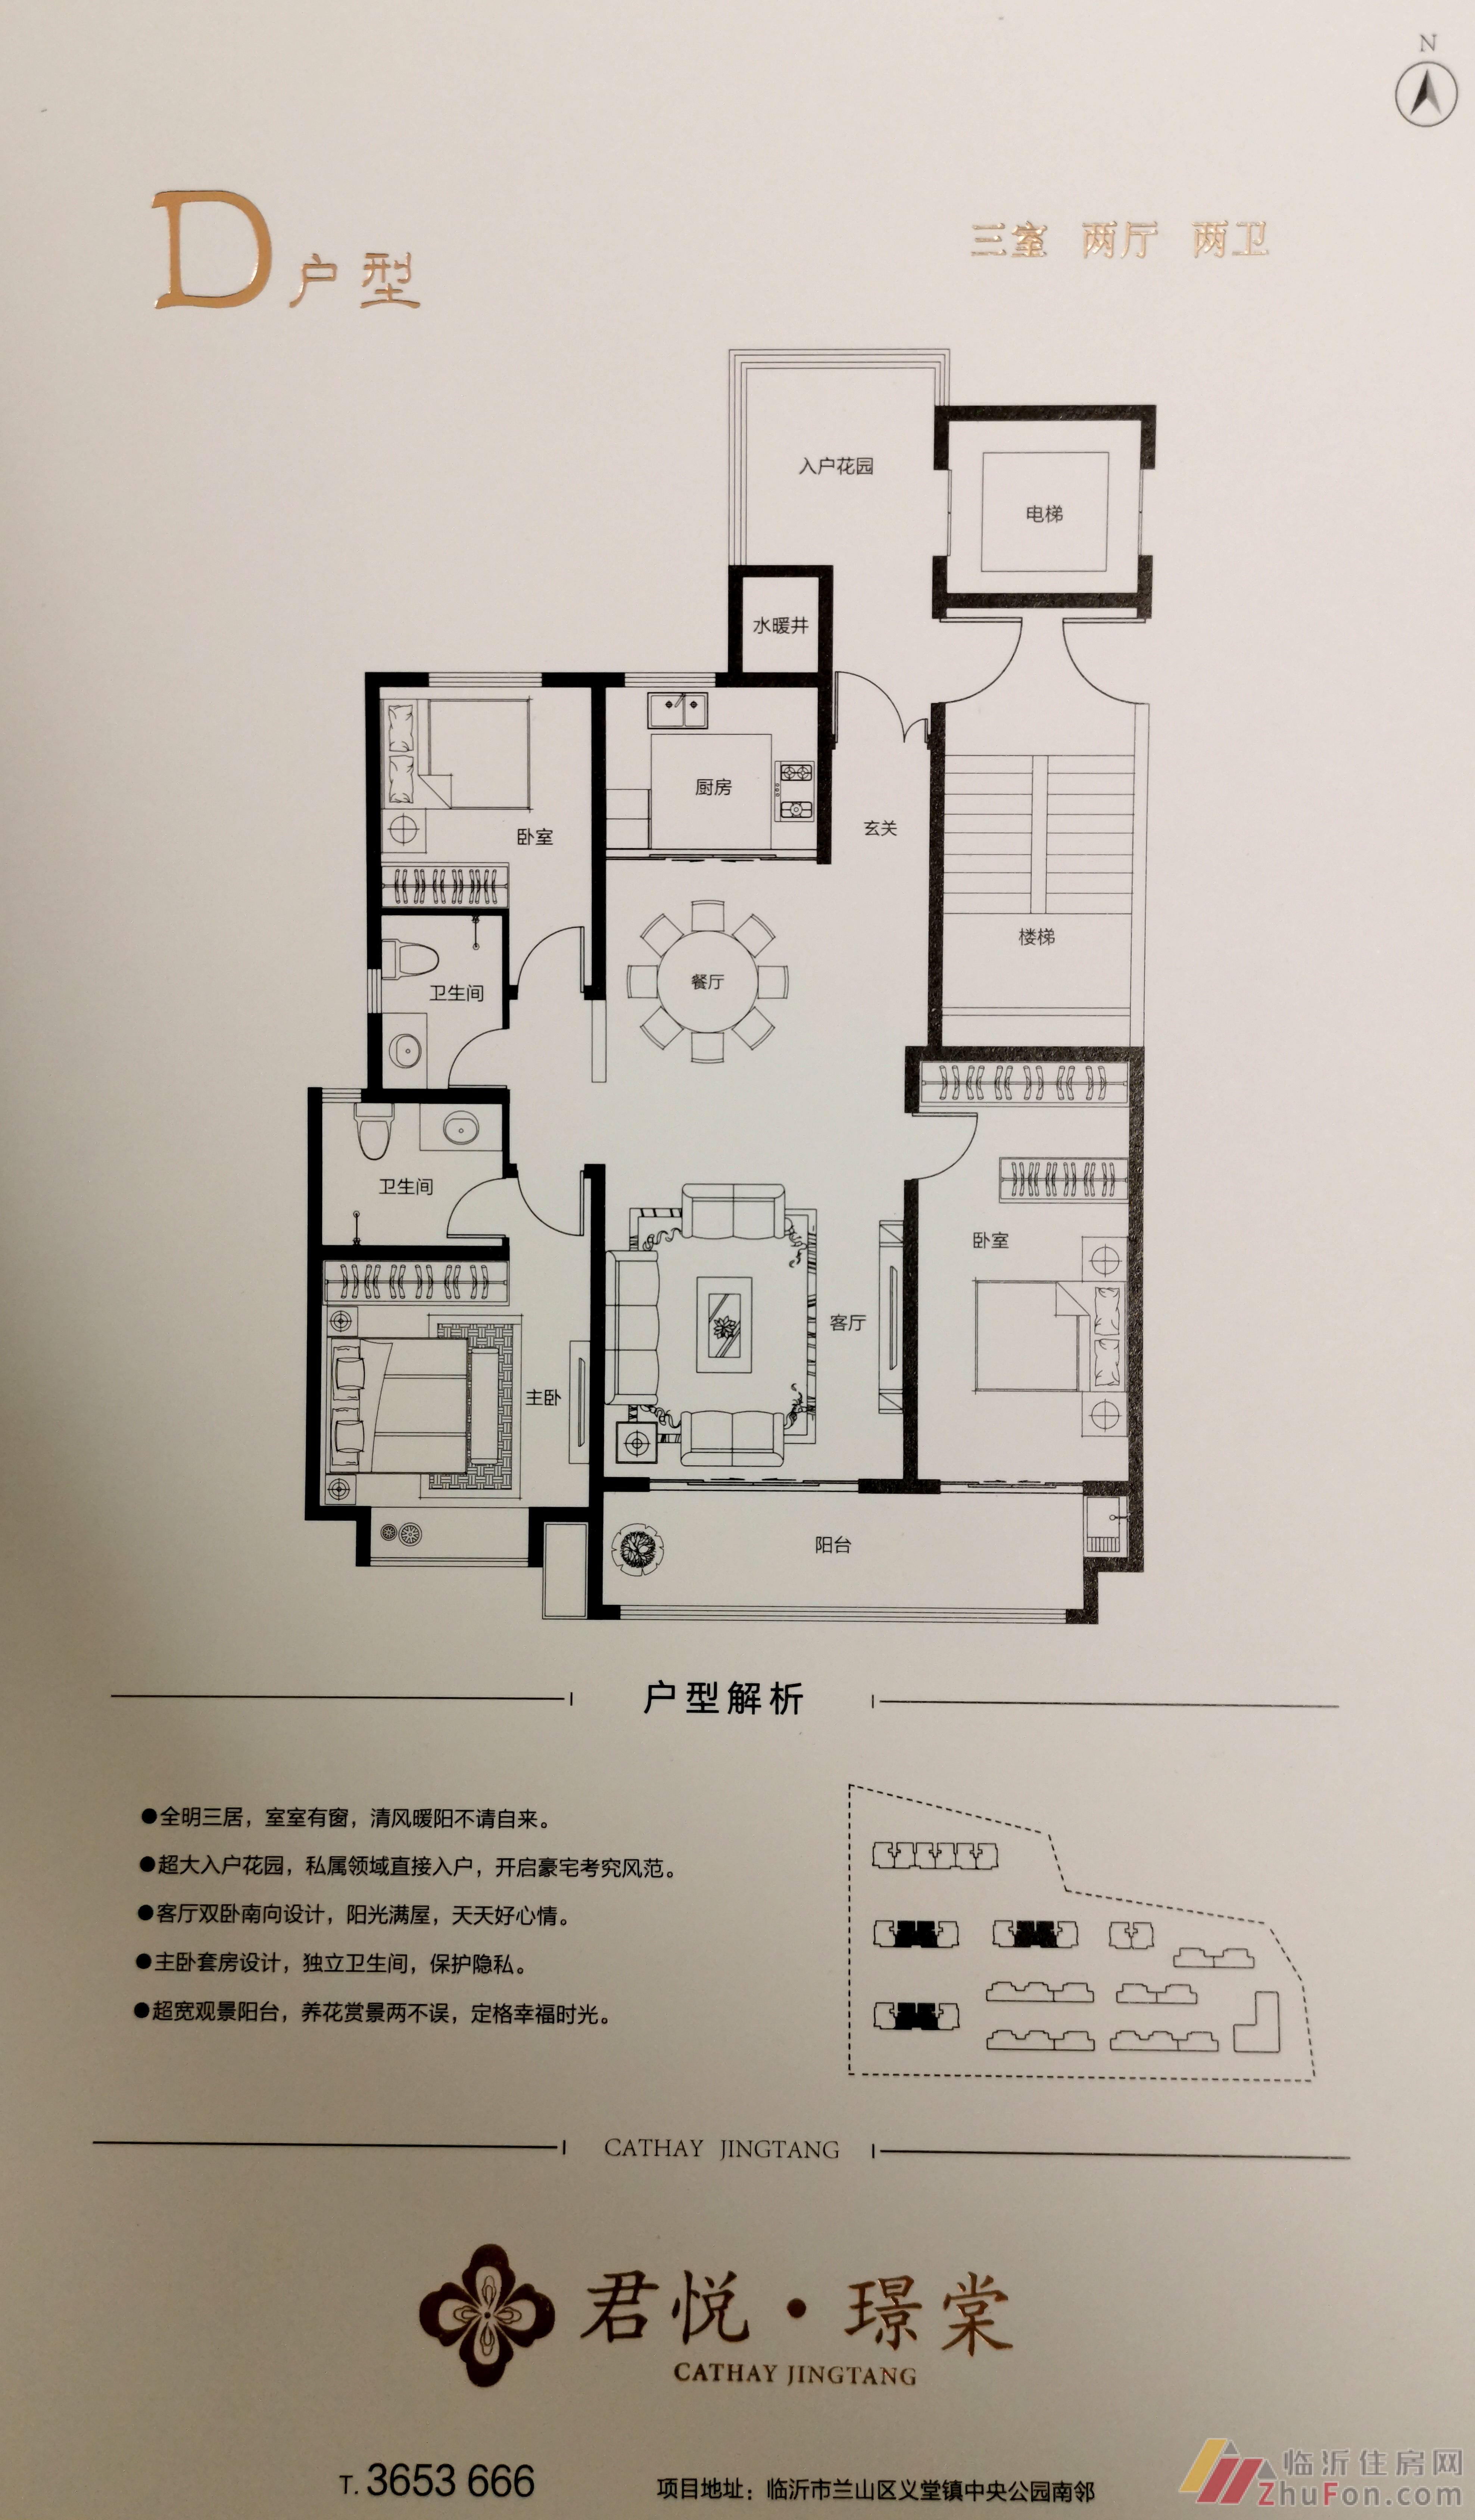 N
D户型
三室 两厅 两卫
入户花园
电梯
水暖井
厨房
卧室
玄关
餐厅
楼梯
卫生间
卫生间
卧室
客厅
主卧
阳台
户型解析
●全明三居，室室有窗，清风暖阳不请自来。
●超大入户花园，私属领域直接入户，开启豪宅考究风范。
●客厅双卧南向设计，阳光满屋，天天好心情。
●主卧套房设计，独立卫生间，保护隐私。
●超宽观景阳台，养花赏景两不误，定格幸福时光。
CATHAY JINGTANG
君悦·璟棠
CATHAY JINGTANG
T. 3653 666
项目地址：临沂市兰山区义堂镇中央公园南邻
临沂住房网
ZhuFon.com